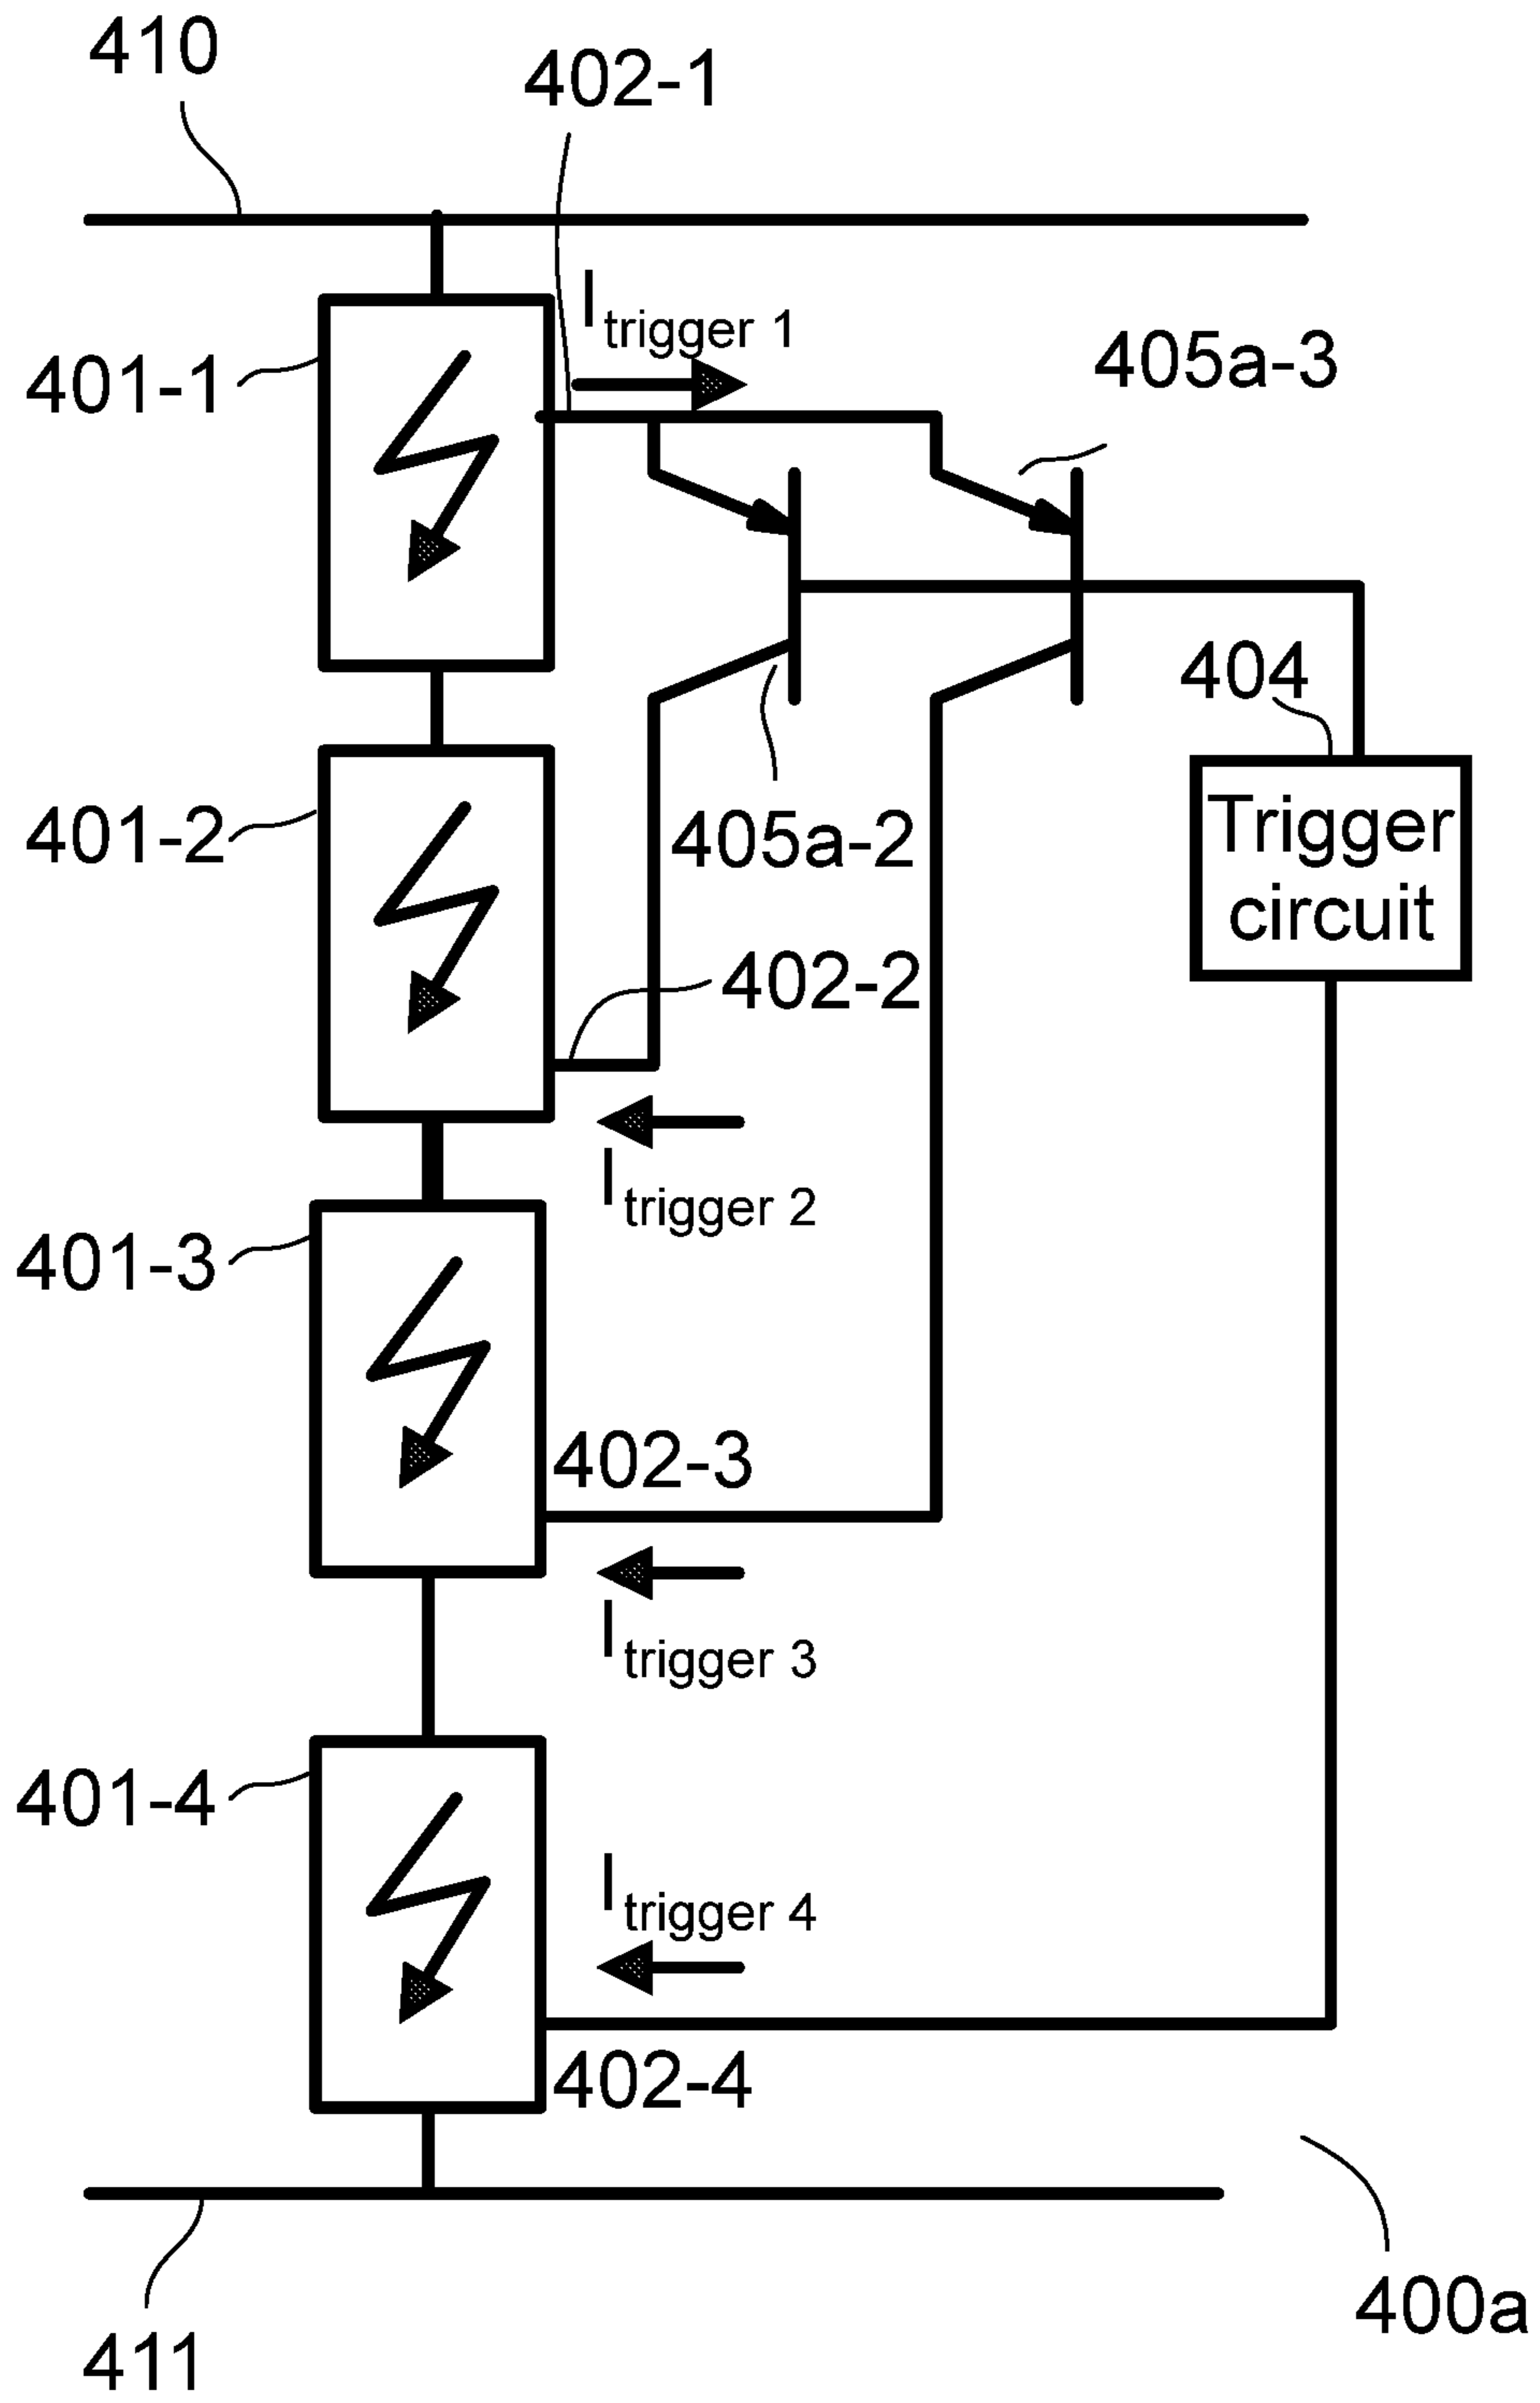 410
402-1
I trigger 1
405a-3
401-1
404
Trigger
circuit
401-2
405a-2
402-2
I trigger 2
401-3
402-3
I trigger 3
401-4
I trigger 4
402-4
400a
411